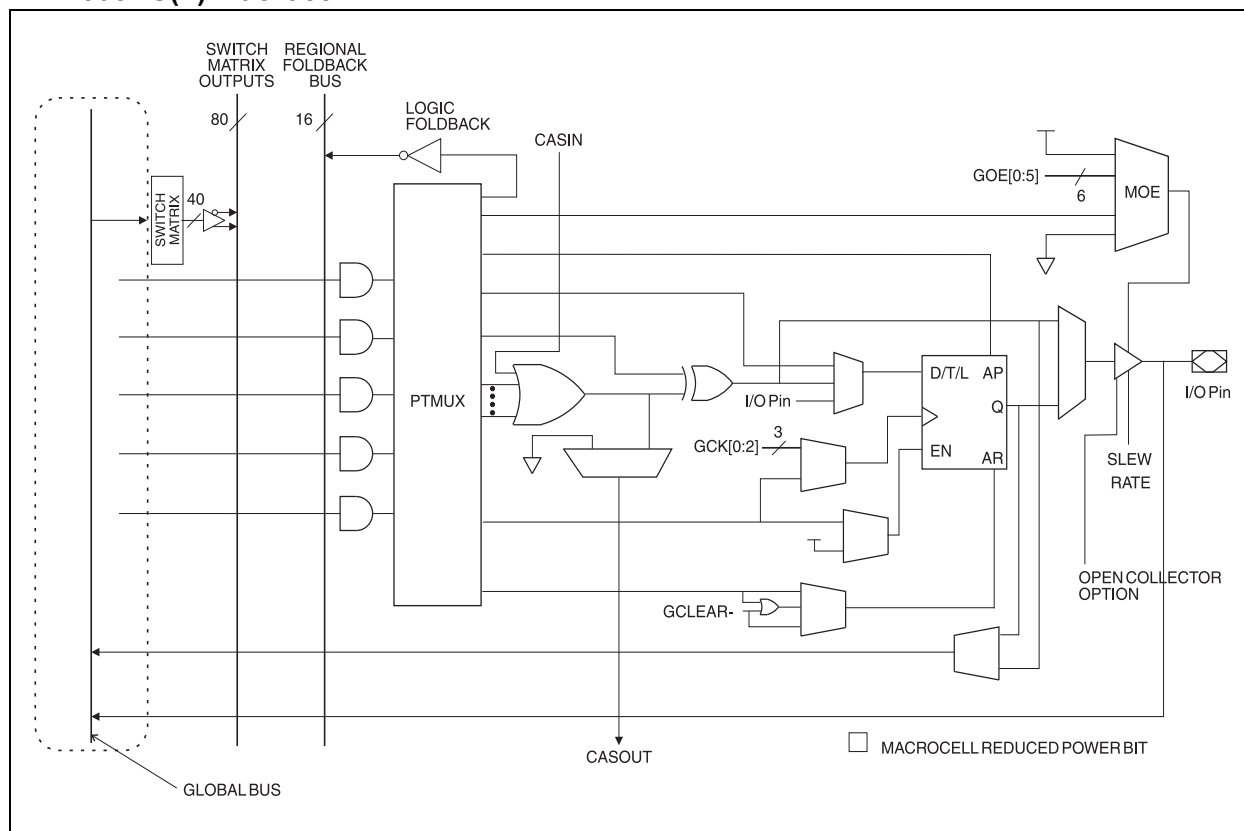 SWITCH
MATRIX
OUTPUTS
REGIONAL
FOLDBACK
BUS
80
16
LOGIC
FOLDBACK
CASIN
GOE[0:5]
6
MOE
SWITCH
MATRIX
40
PTMUX
D/T/L AP
Q
EN
AR
I/O Pin
I/O Pin
GCK[0:2]
3
SLEW
RATE
OPEN COLLECTOR
OPTION
GCLEAR-
CASOUT
MACROCELL REDUCED POWER BIT
GLOBAL BUS